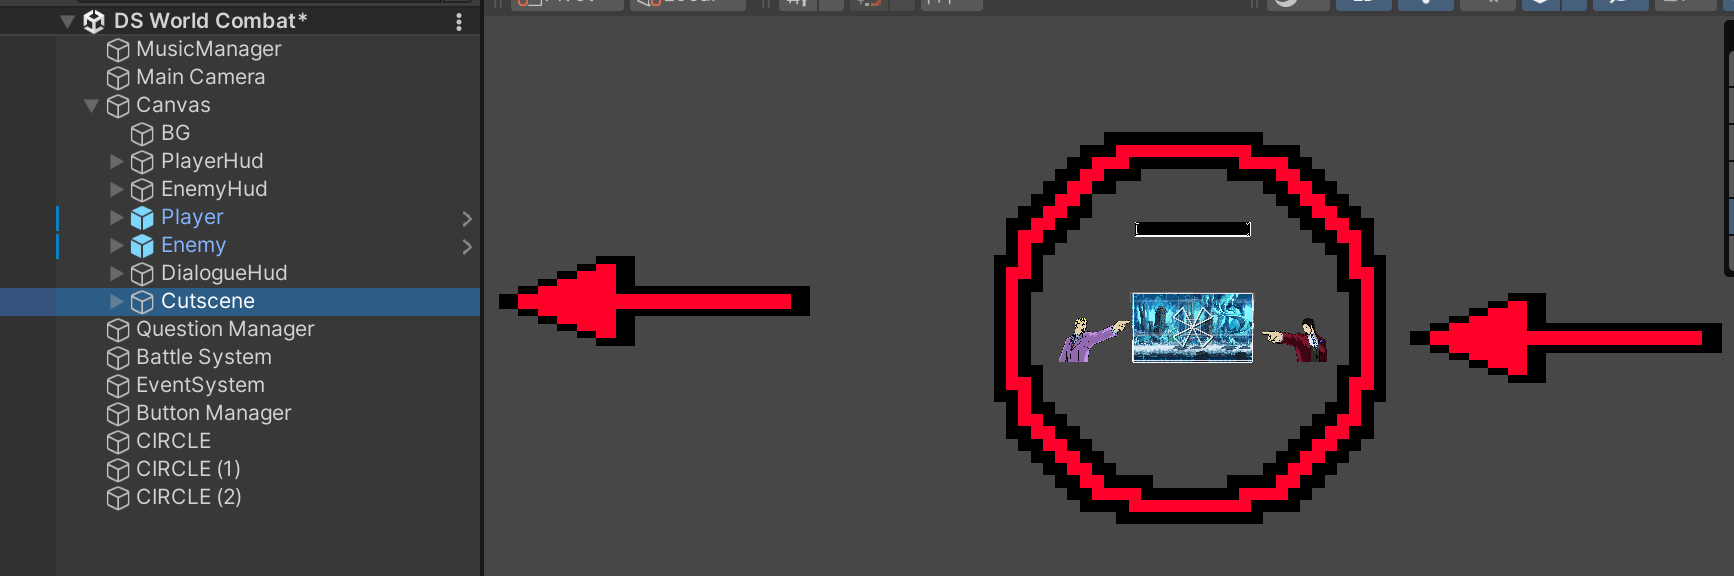 DS World Combat*
MusicManager
Main Camera
Canvas
BG
PlayerHud
EnemyHud
Player
Enemy
DialogueHud
Cutscene
Question Manager
Battle System
EventSystem
Button Manager
CIRCLE
CIRCLE (1)
CIRCLE (2)